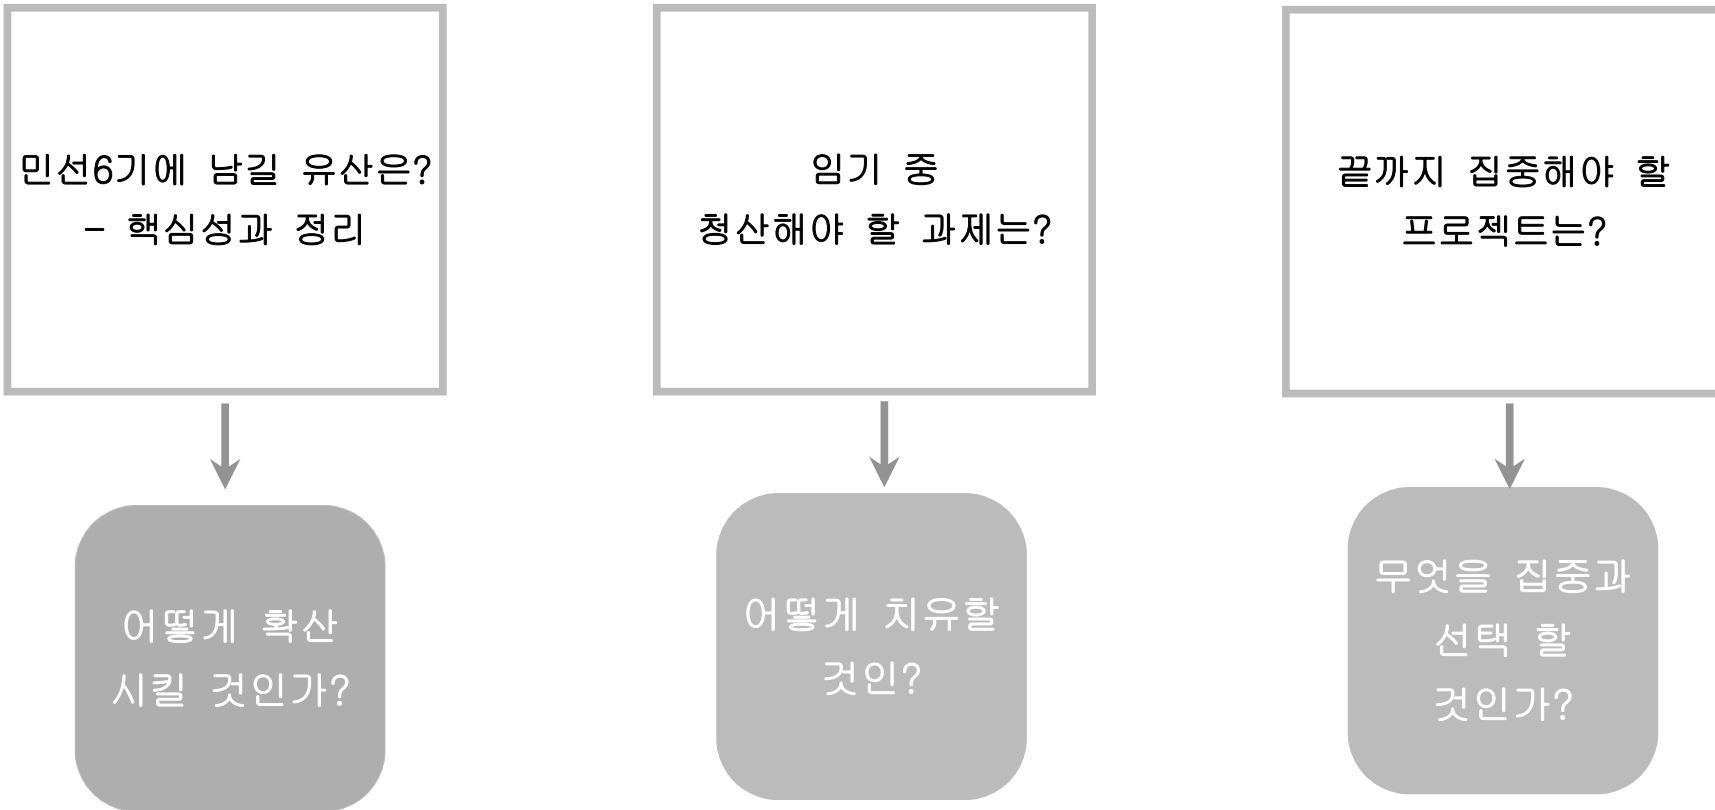 민선6기에 남길 유산은?
- 핵심성과 정리
임기 중
청산해야 할 과제는?
끝까지 집중해야 할
프로젝트는?
어떻게 확산
시킬 것인가?
어떻게 치유할
것인?
무엇을 집중과
선택 할
것인가?